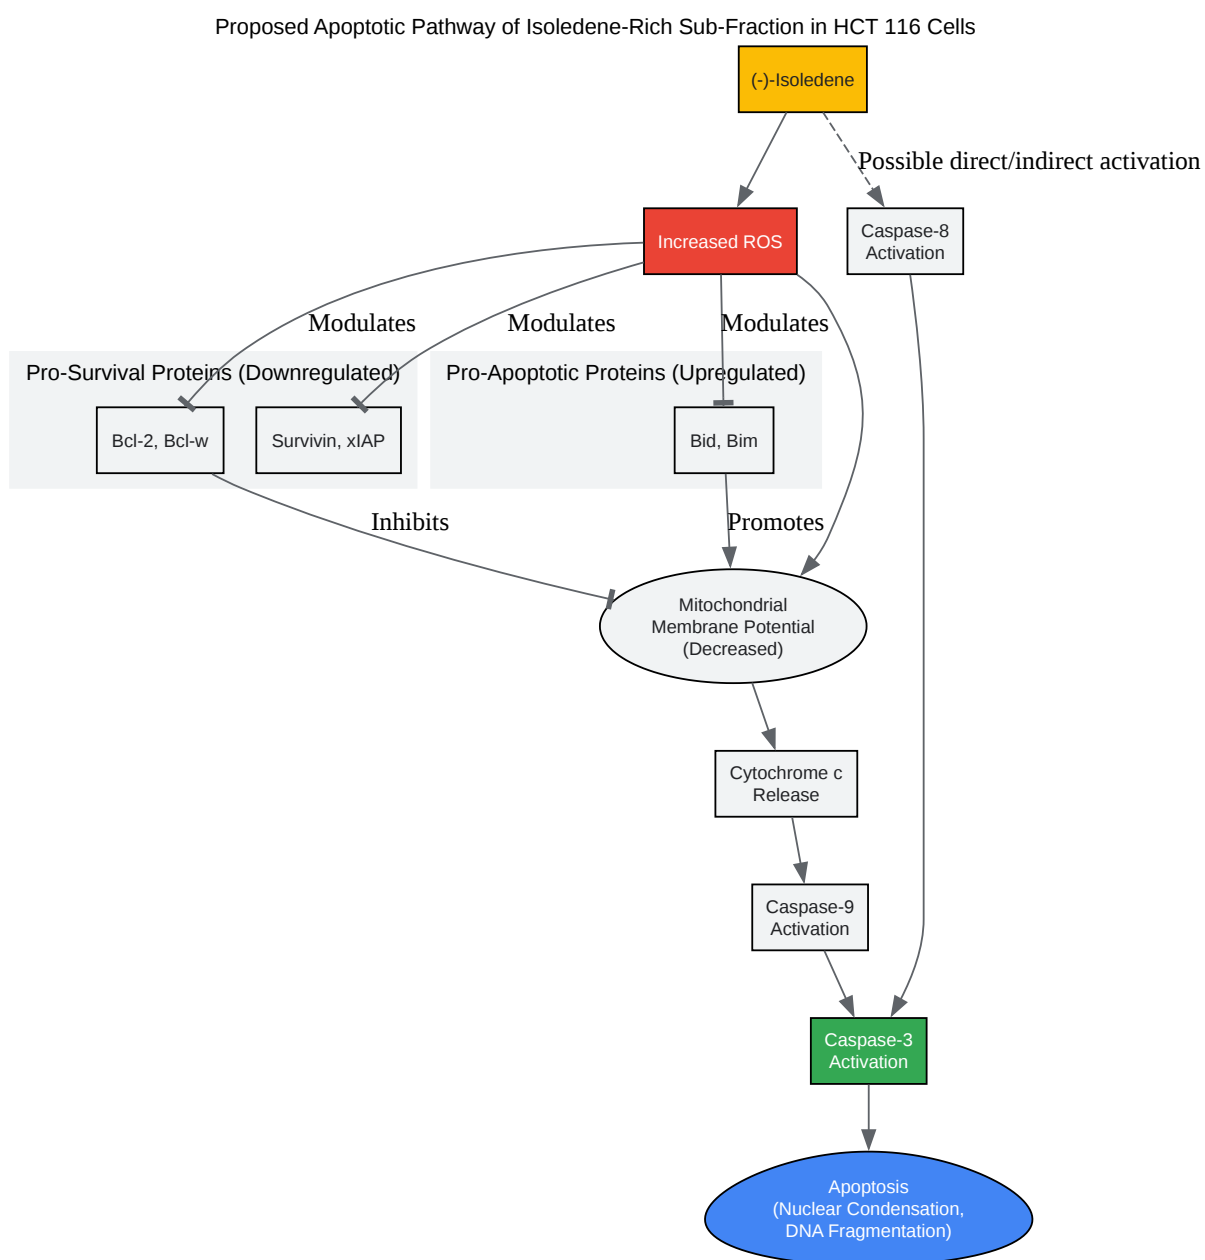 Proposed Apoptotic Pathway of Isoledene-Rich Sub-Fraction in HCT 116 Cells
(-)-Isoledene
Possible direct/indirect activation
Increased ROS
Caspase-8
Activation
Modulates
Modulates
Modulates
Pro-Survival Proteins (Downregulated)
Pro-Apoptotic Proteins (Upregulated)
Bcl-2, Bcl-w
Survivin, xIAP
Bid, Bim
Inhibits
Promotes
Mitochondrial
Membrane Potential
(Decreased)
Cytochrome c
Release
Caspase-9
Activation
Caspase-3
Activation
Apoptosis
(Nuclear Condensation,
DNA Fragmentation)